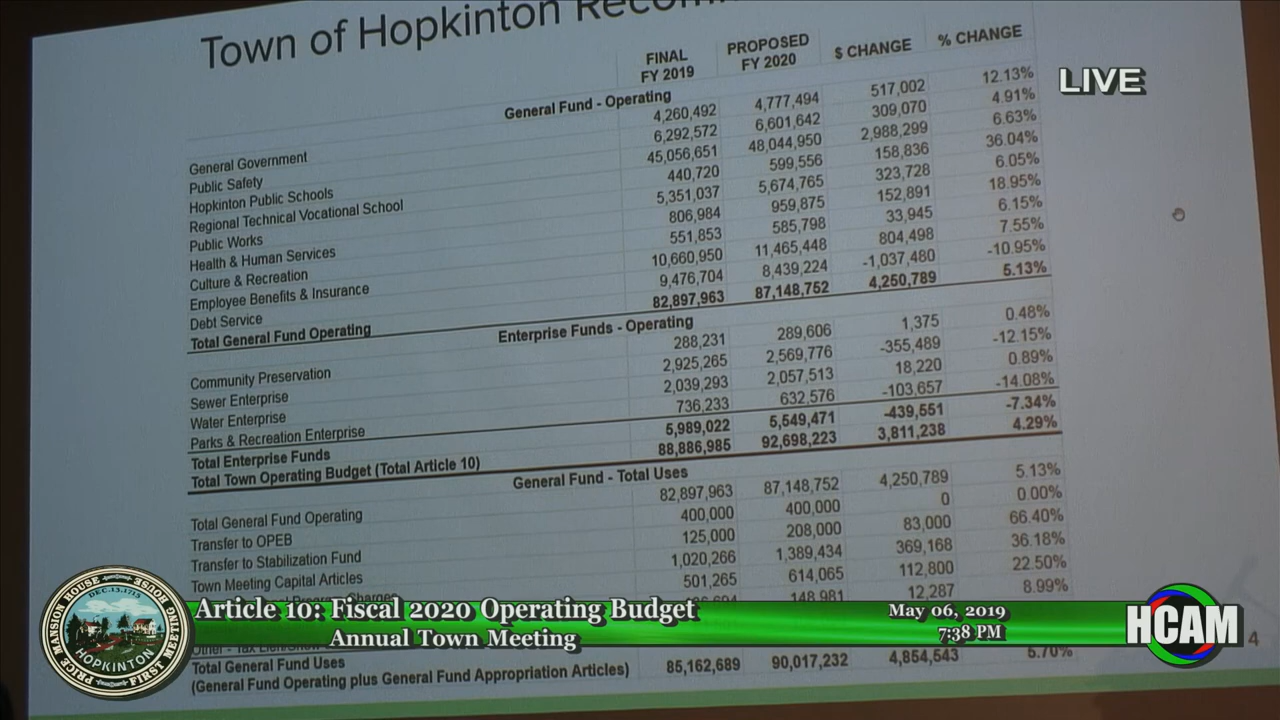 Town of Hopkinton
FINAL FY 2019 PROPOSED FY 2020 $ CHANGE % CHANGE
General Fund - Operating
General Government 4,260,492 4,777,494 517,002 12.13%
Public Safety 6,292,572 6,601,642 309,070 4.91%
Hopkinton Public Schools 45,056,651 48,044,950 2,988,299 6.63%
Regional Technical Vocational School 440,720 599,556 158,836 36.04%
Public Works 5,351,037 5,674,765 323,728 6.05%
Health & Human Services 806,984 959,875 152,891 18.95%
Culture & Recreation 551,853 585,798 33,945 6.15%
Employee Benefits & Insurance 10,660,950 11,465,448 804,498 7.55%
Debt Service 9,476,704 8,439,224 -1,037,480 -10.95%
Total General Fund Operating 82,897,963 87,148,752 4,250,789 5.13%
Enterprise Funds - Operating
Community Preservation 288,231 289,606 1,375 0.48%
Sewer Enterprise 2,925,265 2,569,776 -355,489 -12.15%
Water Enterprise 2,039,293 2,057,513 18,220 0.89%
Parks & Recreation Enterprise 736,233 632,576 -103,657 -14.08%
Total Enterprise Funds 5,989,022 5,549,471 -439,551 -7.34%
Total Town Operating Budget (Total Article 10) 88,886,985 92,698,223 3,811,238 4.29%
General Fund - Total Uses
Total General Fund Operating 82,897,963 87,148,752 4,250,789 5.13%
Transfer to OPEB 400,000 400,000 0 0.00%
Transfer to Stabilization Fund 125,000 208,000 83,000 66.40%
Town Meeting Capital Articles 1,020,266 1,389,434 369,168 36.18%
501,265 614,065 112,800 22.50%
148,981 12,287 8.99%
Total General Fund Uses
(General Fund Operating plus General Fund Appropriation Articles) 85,162,689 90,017,232 4,854,543 5.70%
4
LIVE
Article 10: Fiscal 2020 Operating Budget
Annual Town Meeting
May 06, 2019
7:38 PM
HCAM
PRICE MANSION HOUSE FIRST MEETING HOUSE
DEC. 13. 1715
HOPKINTON